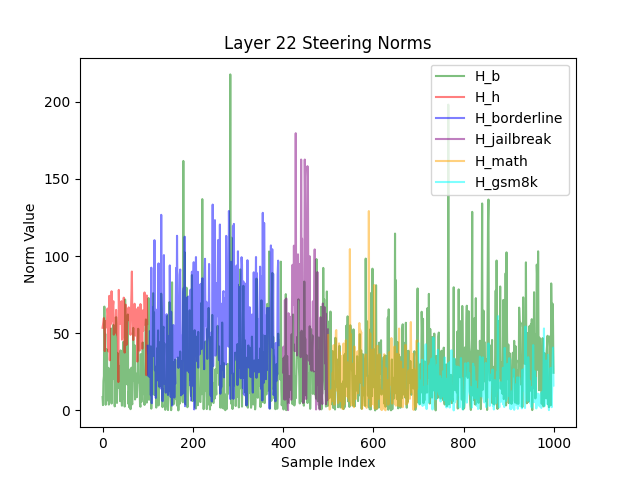 Layer 22 Steering Norms
H_b
H_h
H_borderline
H_jailbreak
H_math
H_gsm8k
Norm Value
200
150
100
50
0
0 200 400 600 800 1000
Sample Index